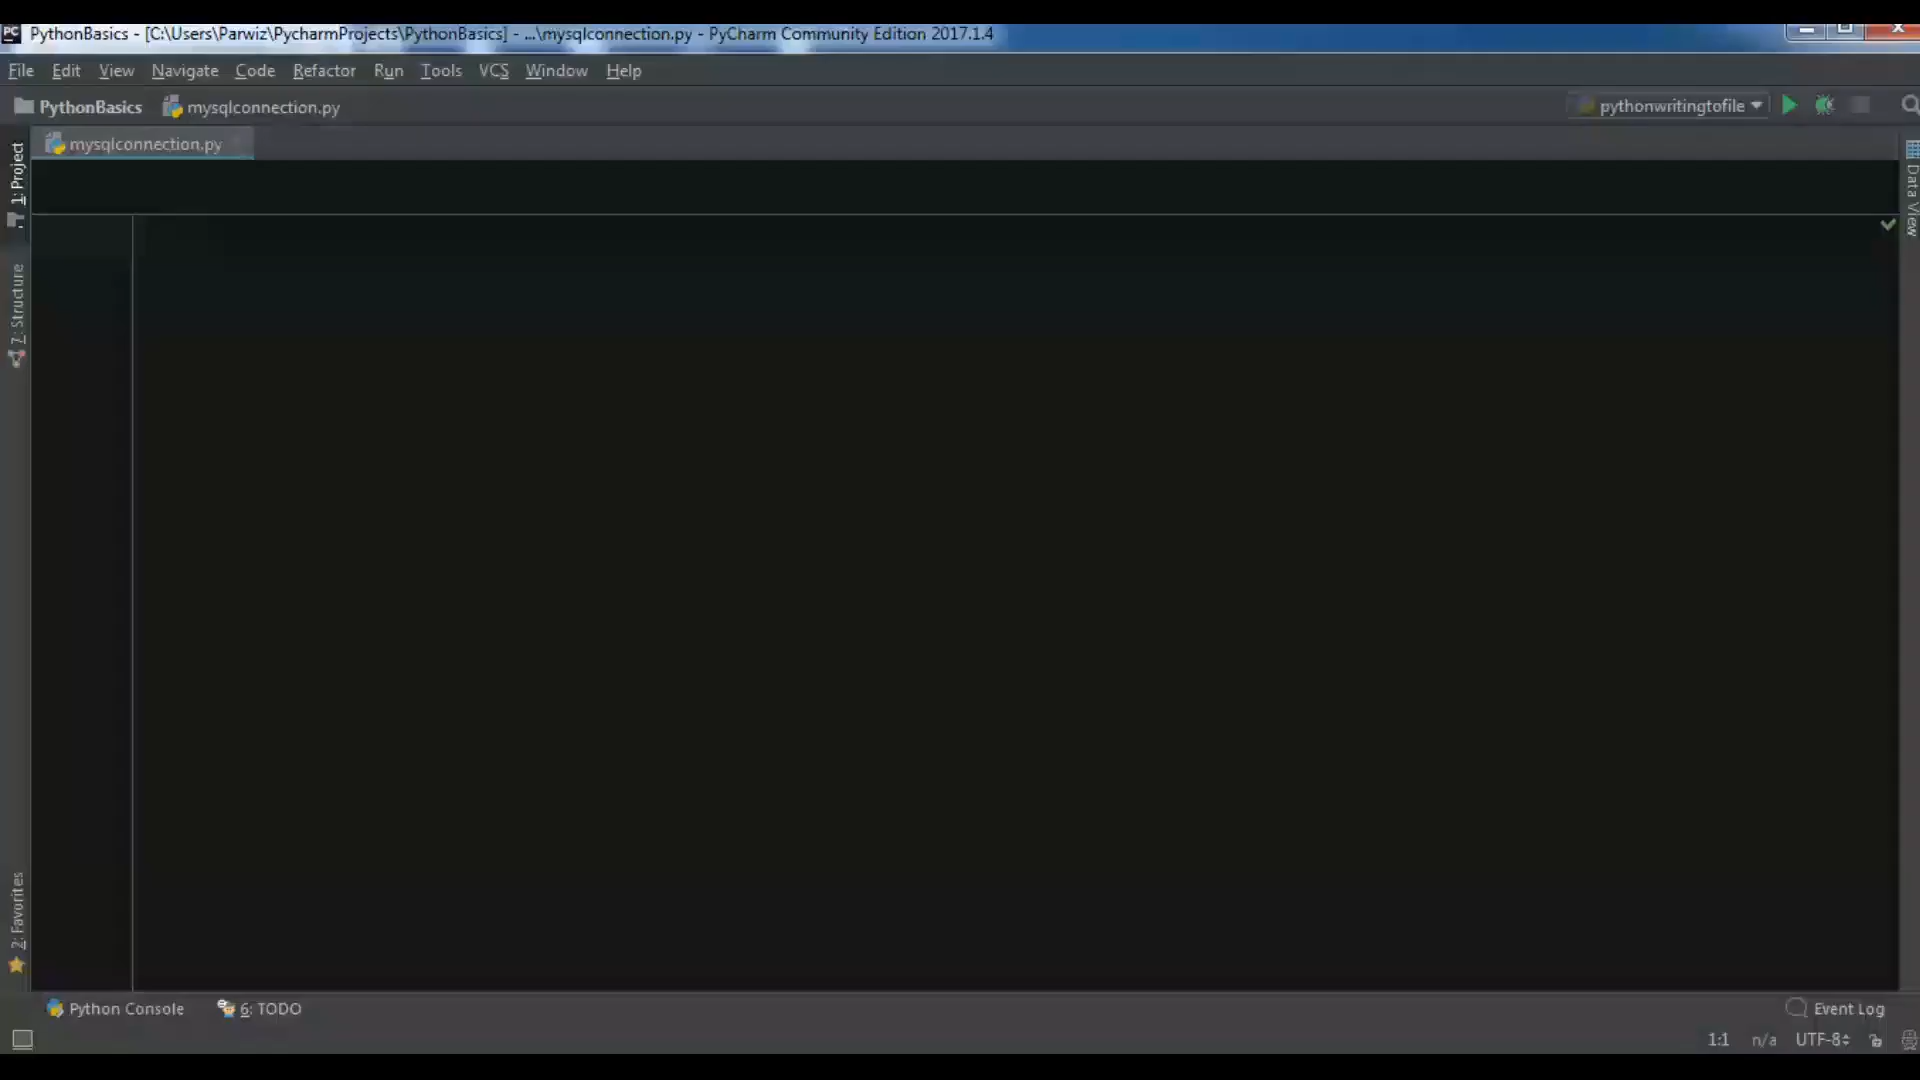 PythonBasics - [C:\Users\Parwiz\PycharmProjects\PythonBasics] - ...\mysqlconnection.py - PyCharm Community Edition 2017.1.4
File Edit View Navigate Code Refactor Run Tools VCS Window Help
PythonBasics mysqlconnection.py pythonwritingtofile
mysqlconnection.py
1: Project
Data View
7: Structure
2: Favorites
Python Console 6: TODO Event Log
1:1 n/a UTF-8